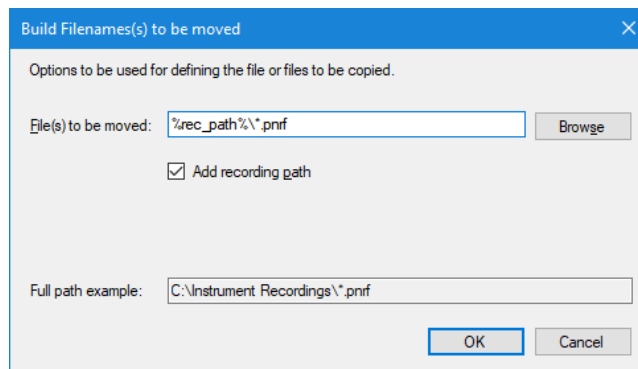 Build Filenames(s) to be moved
Options to be used for defining the file or files to be copied.
File(s) to be moved: %rec_path%\*.pnrf Browse
Add recording path
Full path example: C:\Instrument Recordings\*.pnrf
OK Cancel